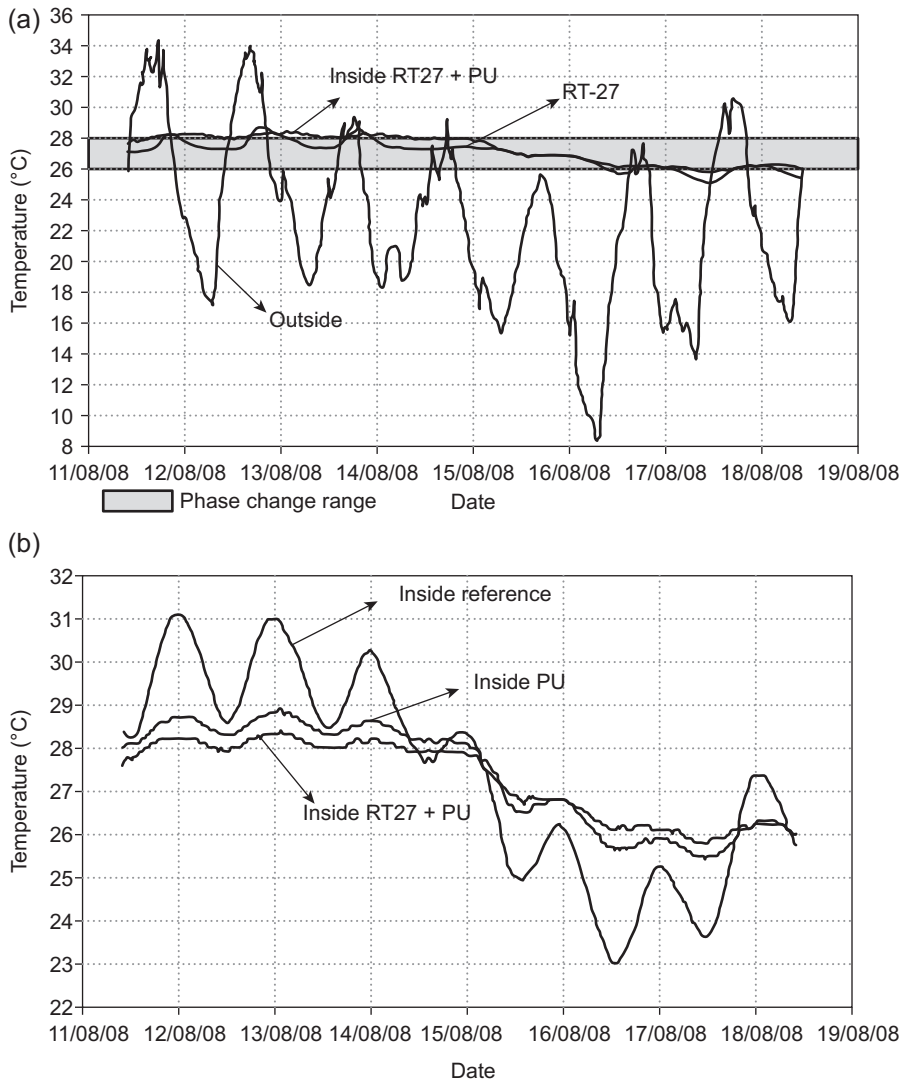 (a)
36
34
32
30
28
26
24
22
20
18
16
14
12
10
8
Temperature (°C)
Inside RT27 + PU
RT-27
Outside
11/08/08 12/08/08 13/08/08 14/08/08 15/08/08 16/08/08 17/08/08 18/08/08 19/08/08
Phase change range
Date
(b)
32
31
30
29
28
27
26
25
24
23
22
Temperature (°C)
Inside reference
Inside PU
Inside RT27 + PU
11/08/08 12/08/08 13/08/08 14/08/08 15/08/08 16/08/08 17/08/08 18/08/08 19/08/08
Date